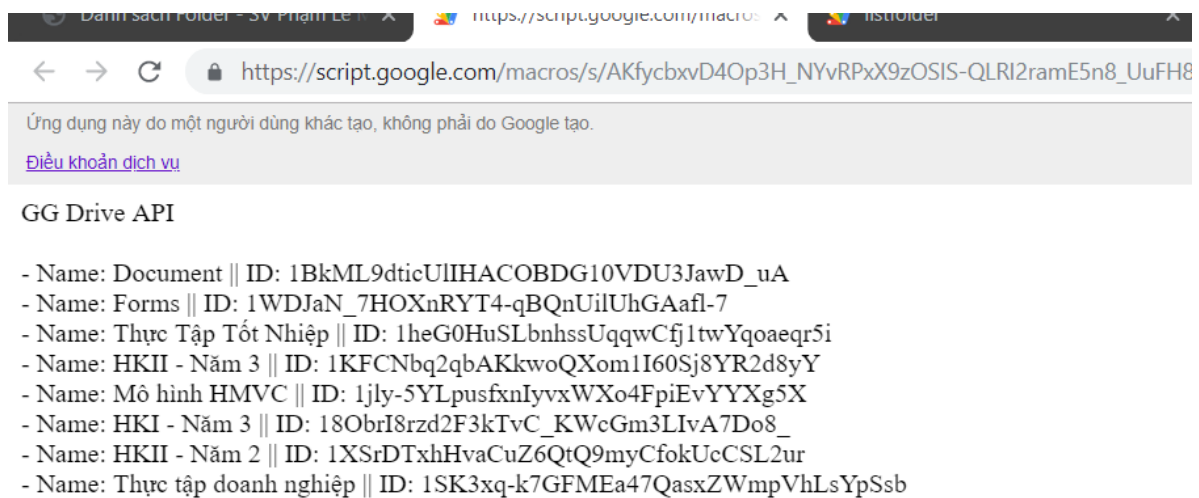 Danh sach Folder - SV Phạm Le
https://script.google.com/macros
listfolder
https://script.google.com/macros/s/AKfycbxvD4Op3H_NYvRPxX9zOSlS-QLRl2ramE5n8_UuFH8
Ứng dụng này do một người dùng khác tạo, không phải do Google tạo.
Điều khoản dịch vụ
GG Drive API
- Name: Document || ID: 1BkML9dticUlIHACOBDG10VDU3JawD_uA
- Name: Forms || ID: 1WDJaN_7HOXnRYT4-qBQnUilUhGAafl-7
- Name: Thực Tập Tốt Nhiệp || ID: 1heG0HuSLbnhssUqqwCfj1twYqoaeqr5i
- Name: HKII - Năm 3 || ID: 1KFCNbq2qbAKkwoQXom1I60Sj8YR2d8yY
- Name: Mô hình HMVC || ID: 1jly-5YLpusfxnIyvxWXo4FpiEvYYXg5X
- Name: HKI - Năm 3 || ID: 18ObrI8rzd2F3kTvC_KWcGm3LIvA7Do8_
- Name: HKII - Năm 2 || ID: 1XSrDTxhHvaCuZ6QtQ9myCfokUcCSL2ur
- Name: Thực tập doanh nghiệp || ID: 1SK3xq-k7GFMEa47QasxZWmpVhLsYpSsb